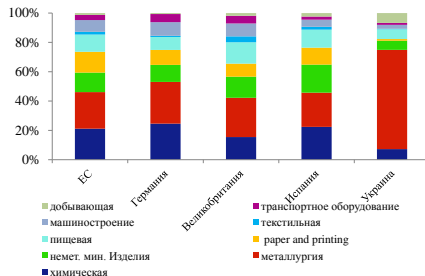 100%
80%
60%
40%
20%
0%
ЕС
Германия
Великобритания
Испания
Украина
добывающая
транспортное оборудование
машиностроение
текстильная
пищевая
paper and printing
немет. мин. Изделия
металлургия
химическая